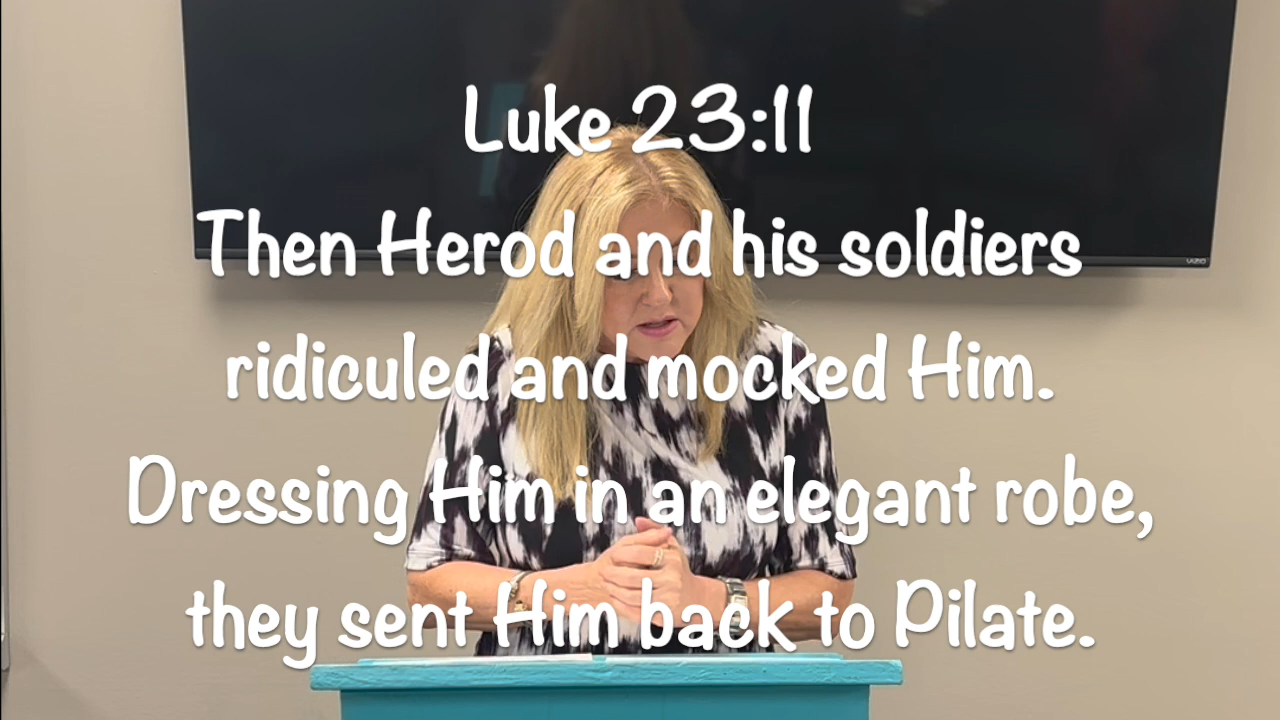 Luke 23:11
Then Herod and his soldiers
ridiculed and mocked Him.
Dressing Him in an elegant robe,
they sent Him back to Pilate.
VIZIO